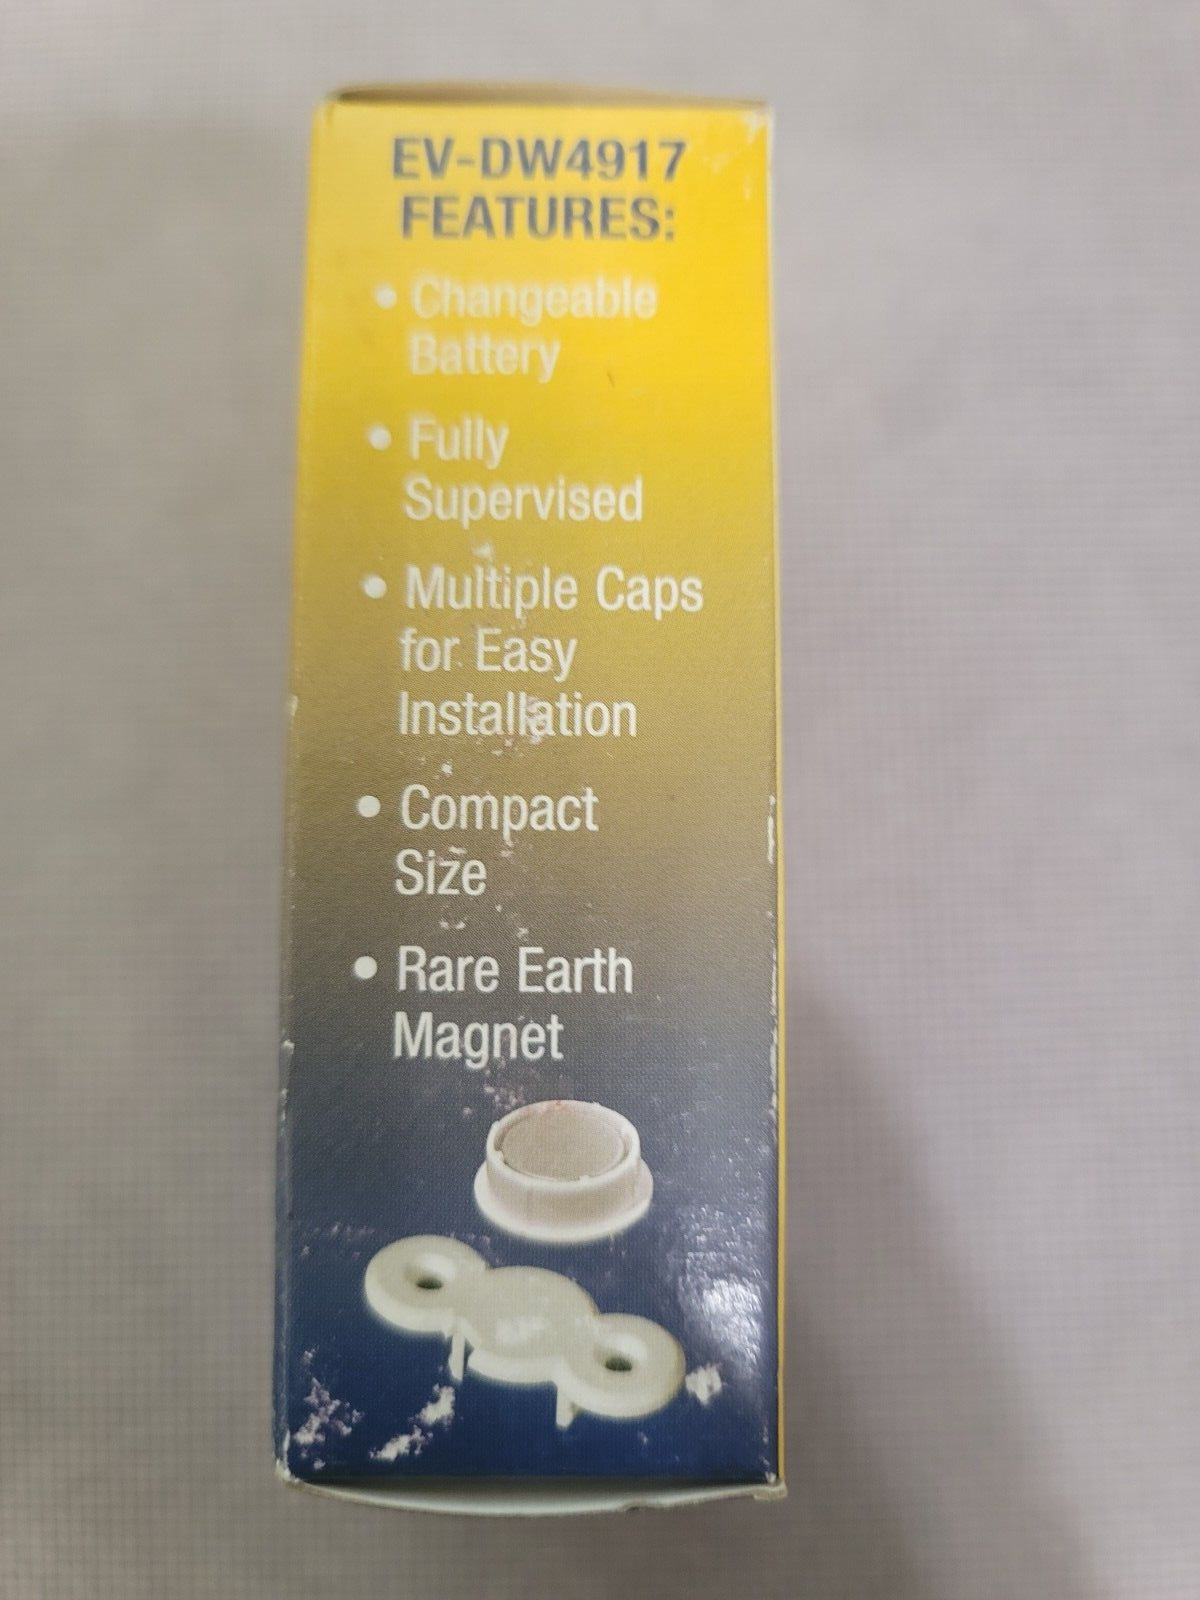 EV-DW4917
FEATURES:
• Changeable
Battery
• Fully
Supervised
• Multiple Caps
for Easy
Installation
• Compact
Size
• Rare Earth
Magnet